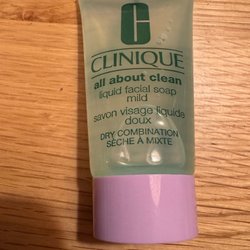 C
CLINIQUE
all about clean
liquid facial soap
mild
savon visage liquide
doux
DRY COMBINATION
SÈCHE À MIXTE